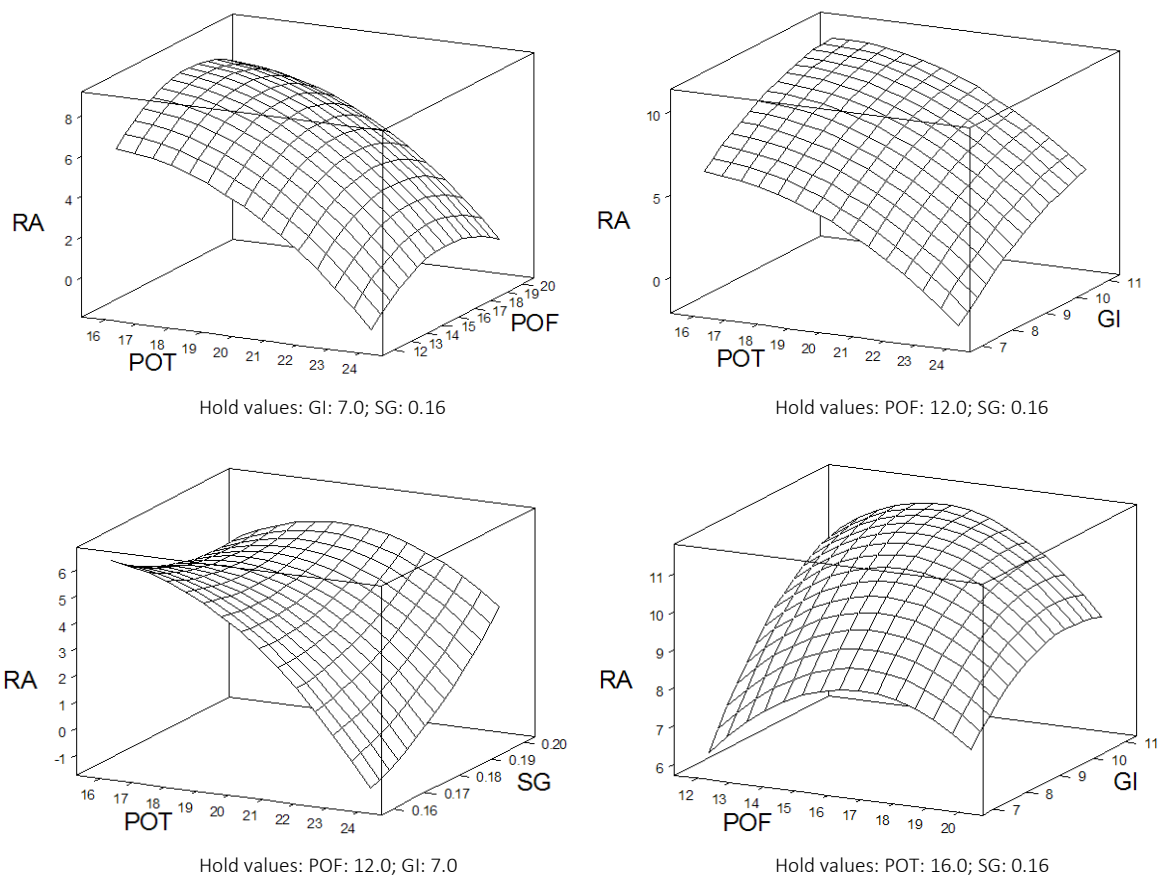 8
6
4
2
0
RA
16 17 18 19 20 21 22 23 24
POT
12 13 14 15 16 17 18 19 20
POF
Hold values: GI: 7.0; SG: 0.16
10
5
0
RA
16 17 18 19 20 21 22 23 24
POT
7 8 9 10 11
GI
Hold values: POF: 12.0; SG: 0.16
6
5
4
3
2
1
0
-1
RA
16 17 18 19 20 21 22 23 24
POT
0.16 0.17 0.18 0.19 0.20
SG
Hold values: POF: 12.0; GI: 7.0
11
10
9
8
7
6
RA
12 13 14 15 16 17 18 19 20
POF
7 8 9 10 11
GI
Hold values: POT: 16.0; SG: 0.16